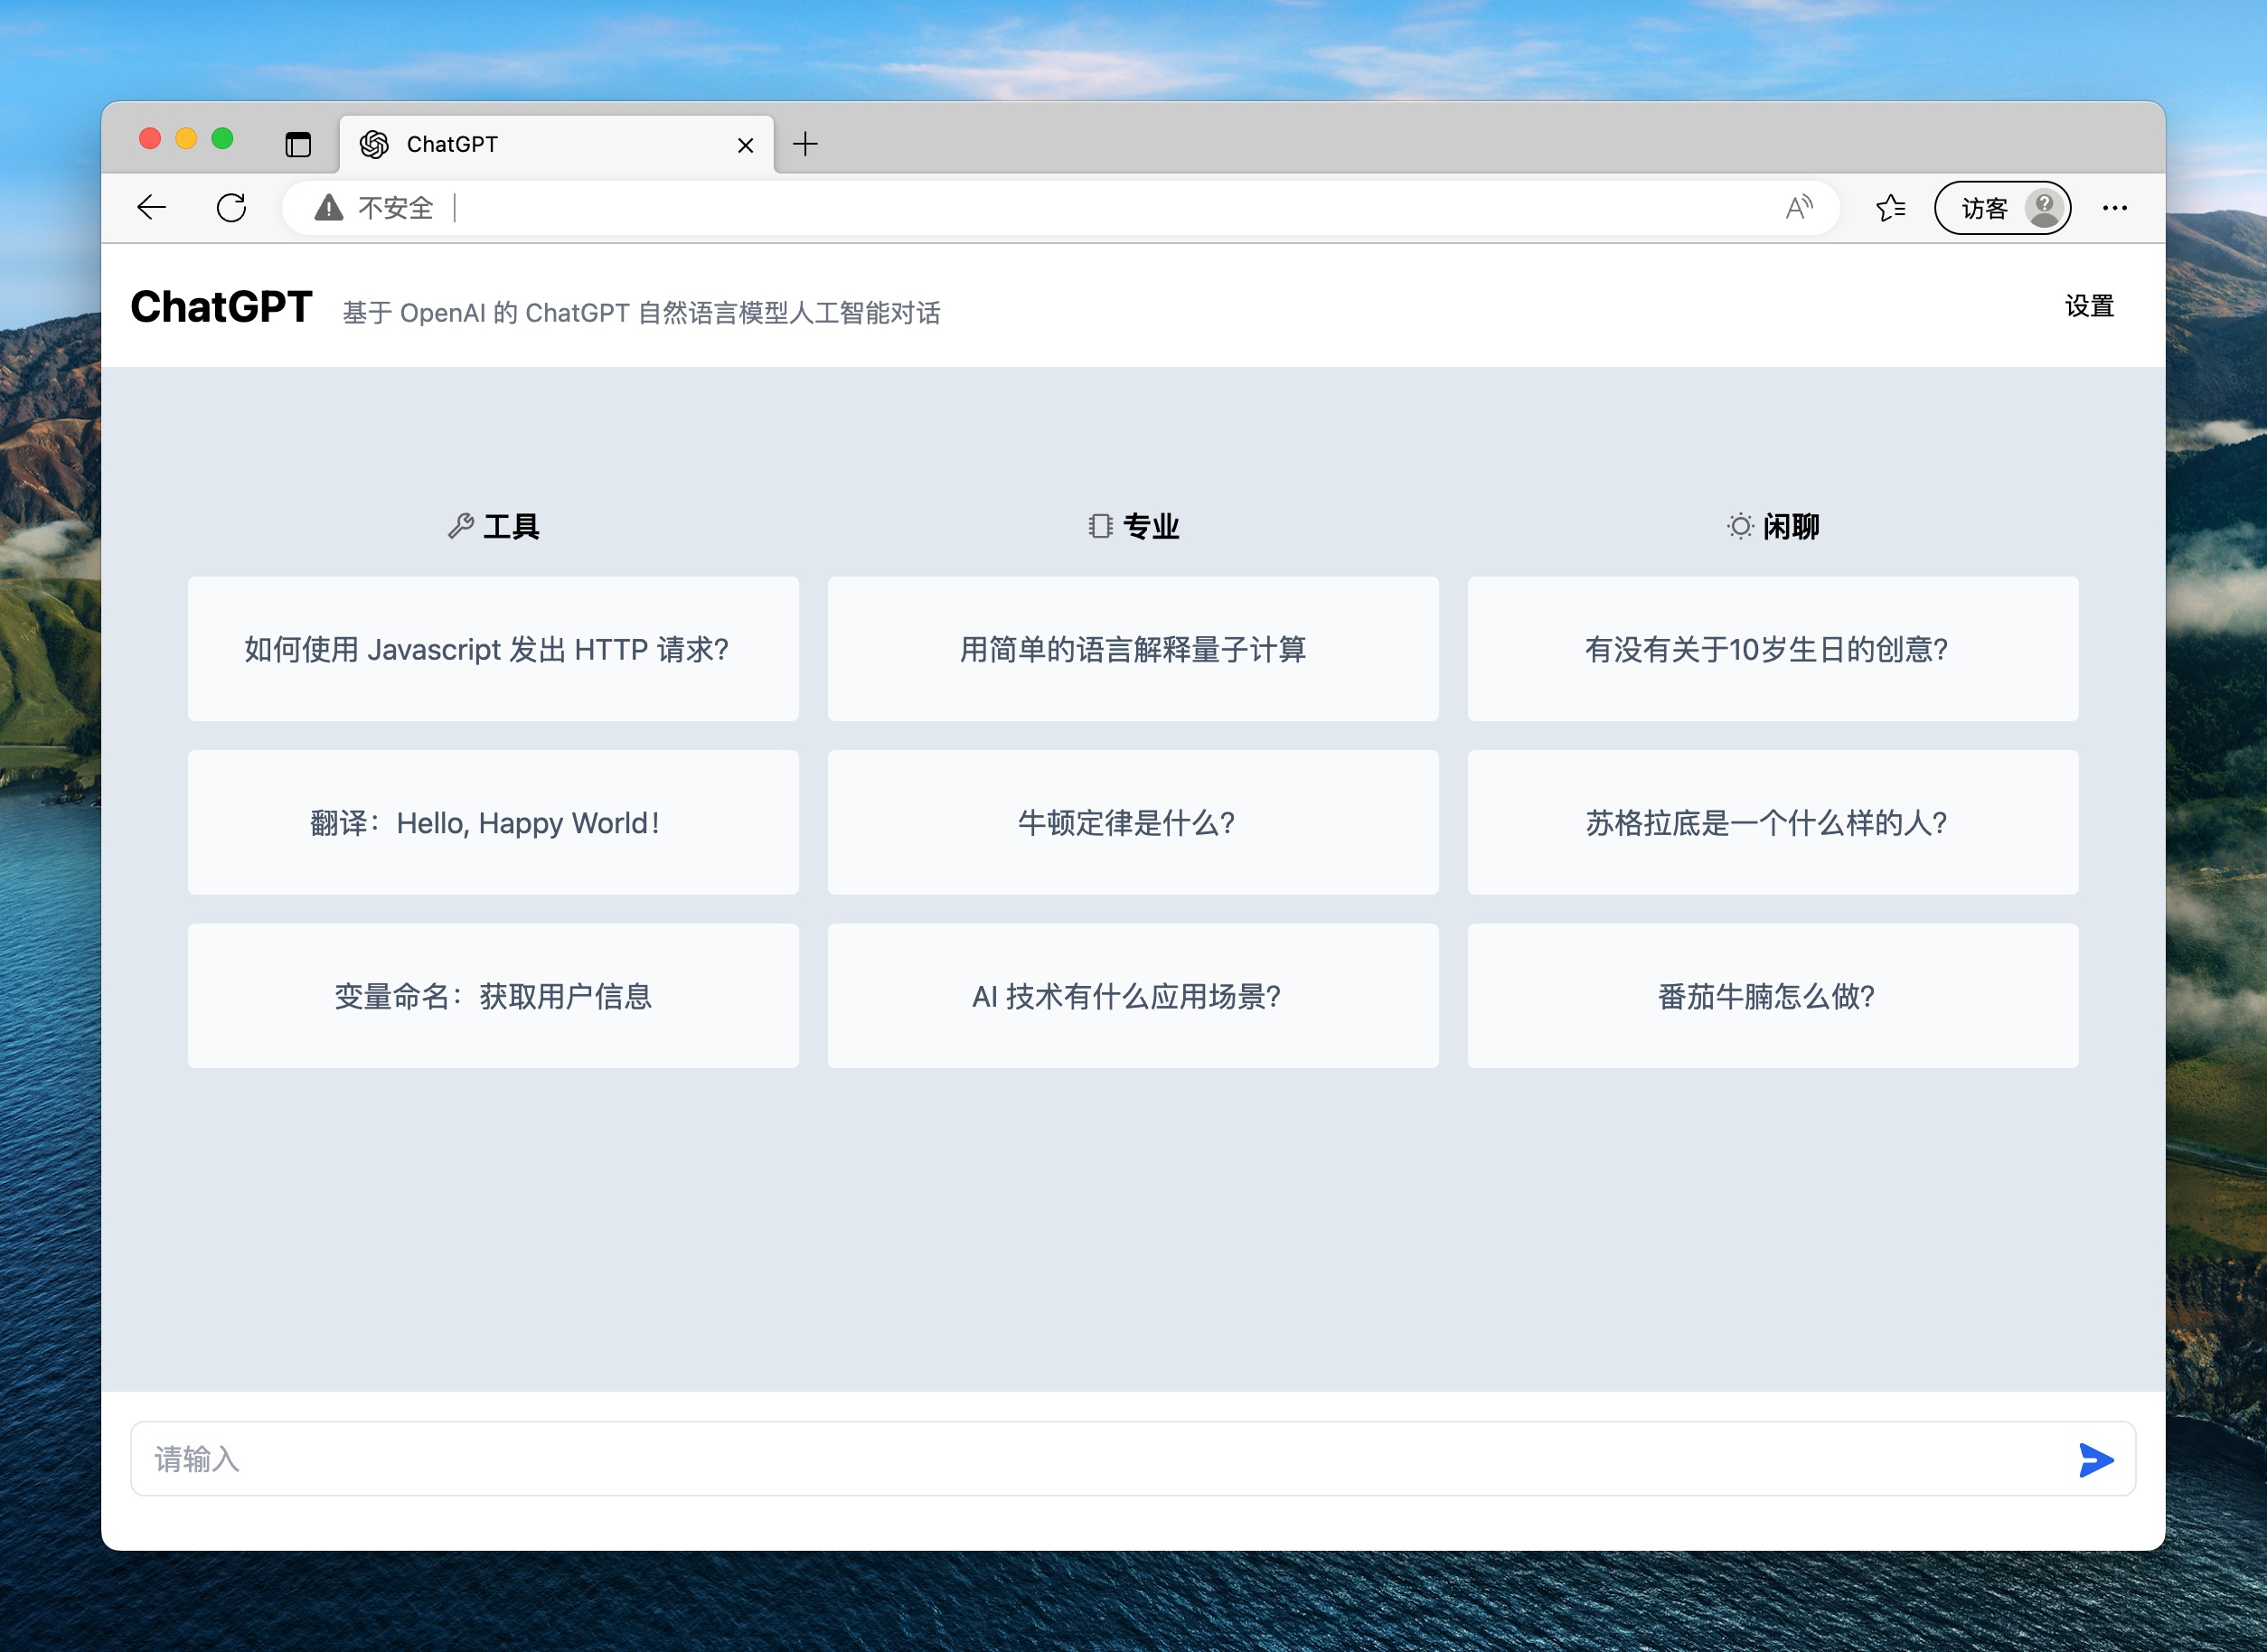 ChatGPT
不安全
访客
ChatGPT 基于 OpenAI 的 ChatGPT 自然语言模型人工智能对话
设置
工具
专业
闲聊
如何使用 Javascript 发出 HTTP 请求?
用简单的语言解释量子计算
有没有关于10岁生日的创意?
翻译：Hello, Happy World！
牛顿定律是什么?
苏格拉底是一个什么样的人?
变量命名：获取用户信息
AI 技术有什么应用场景?
番茄牛腩怎么做?
请输入